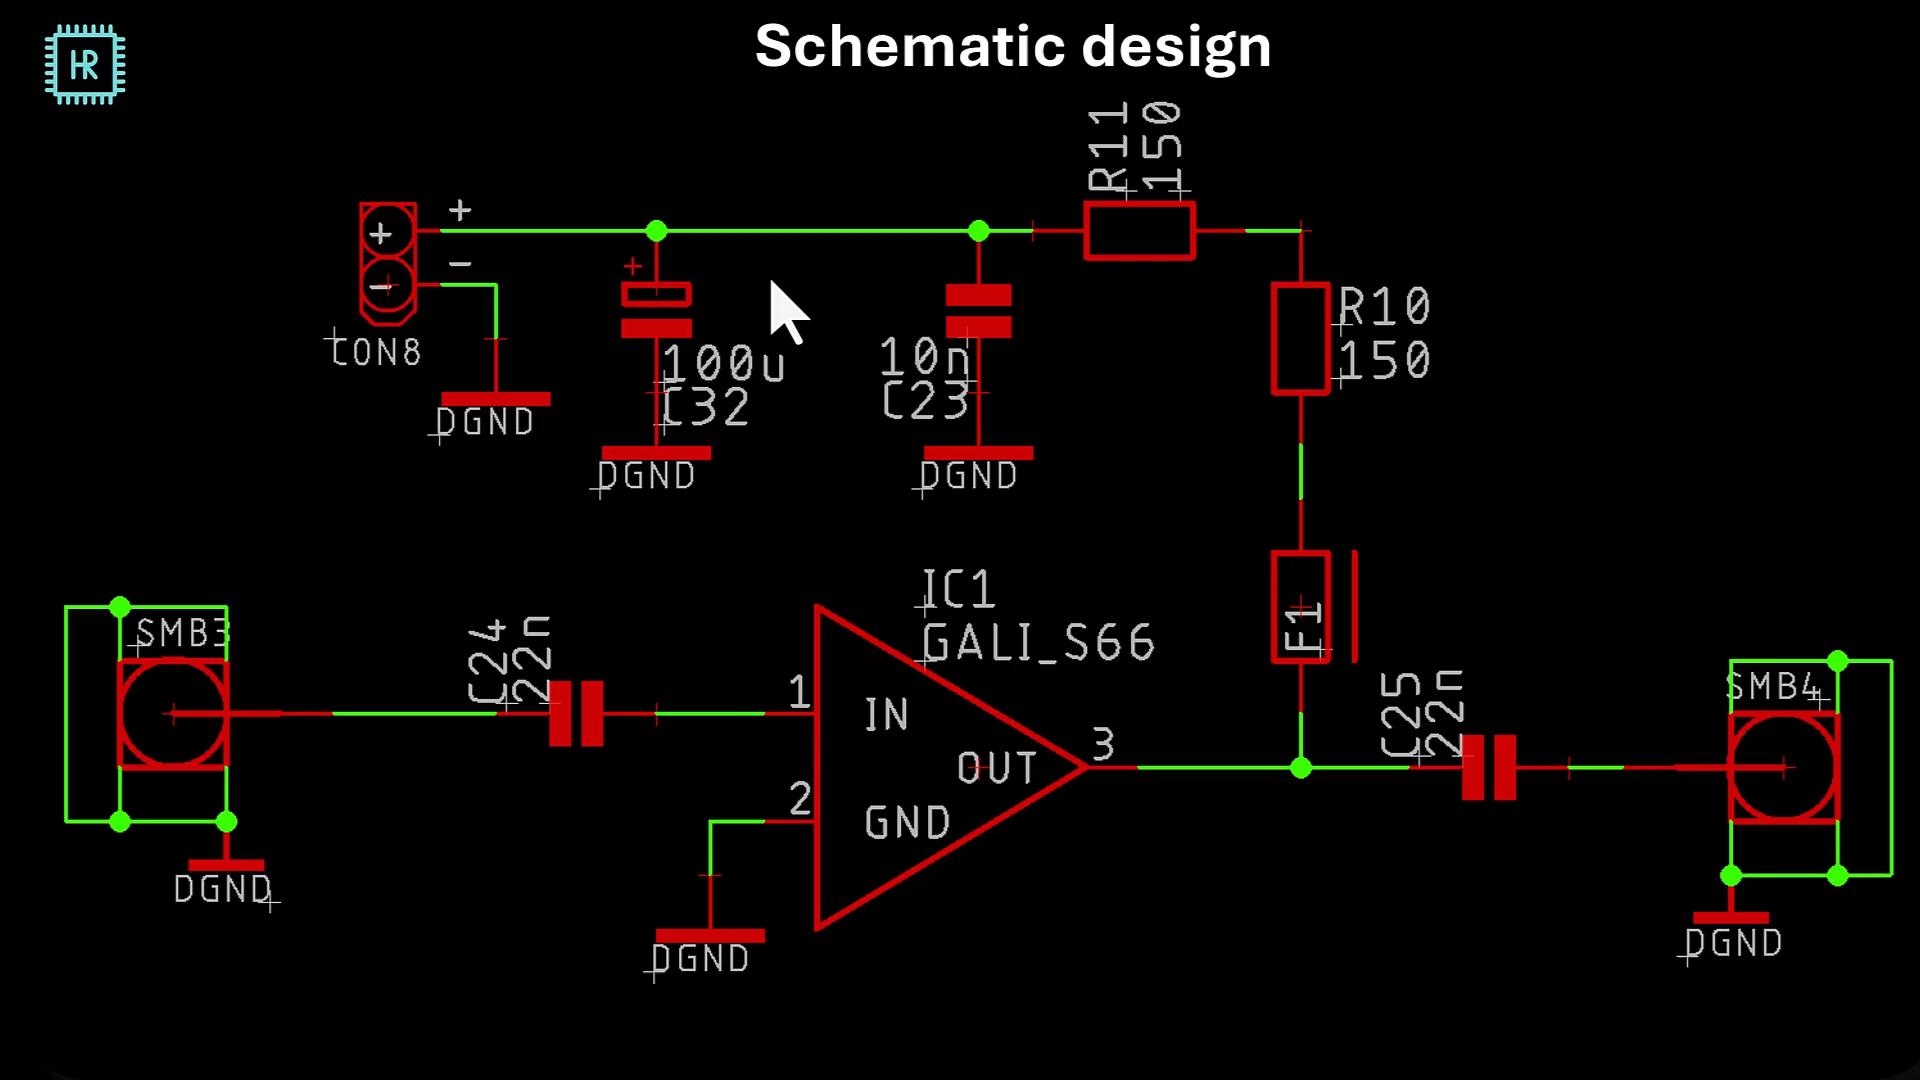 HR
Schematic design
R11
150
+
+
-
-
CON8
DGND
+
100u
C32
DGND
10n
C23
DGND
R10
150
F1
SMB3
DGND
C24
22n
IC1
GALI_S66
1
IN
OUT
3
2
GND
DGND
C25
22n
SMB4
DGND